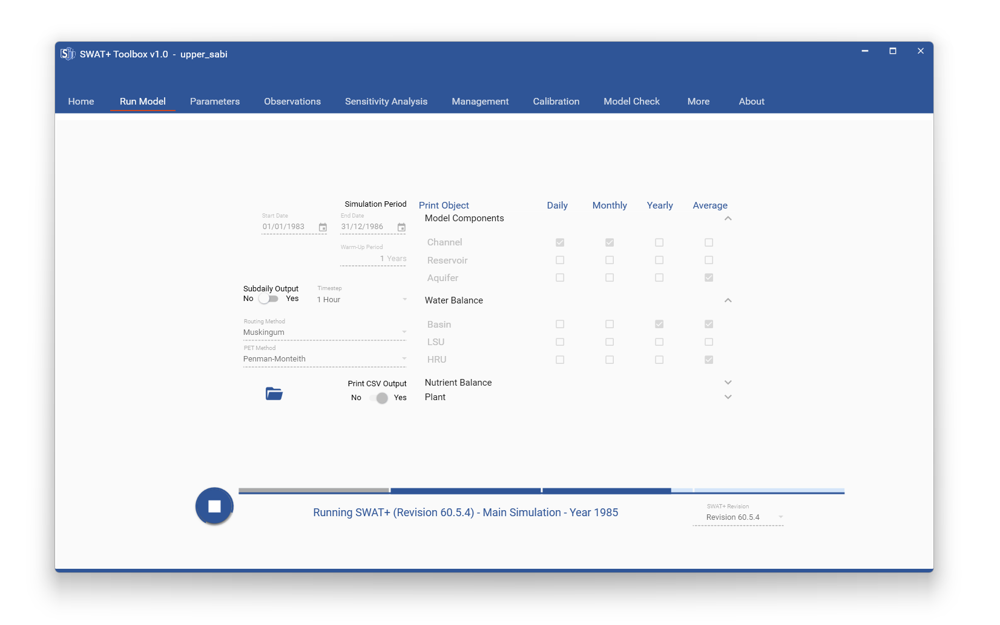 SWAT+ Toolbox v1.0 - upper_sabi
Home Run Model Parameters Observations Sensitivity Analysis Management Calibration Model Check More About
Simulation Period
Start Date End Date
01/01/1983 31/12/1986
Warm-Up Period
1 Years
Subdaily Output Timestep
No Yes 1 Hour
Routing Method
Muskingum
PET Method
Penman-Monteith
Print CSV Output
No Yes
Print Object Daily Monthly Yearly Average
Model Components
Channel
Reservoir
Aquifer
Water Balance
Basin
LSU
HRU
Nutrient Balance
Plant
Running SWAT+ (Revision 60.5.4) - Main Simulation - Year 1985
SWAT+ Revision
Revision 60.5.4